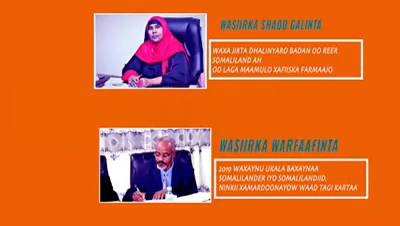 WASIIRKA SHAQO GALINTA
WAXA JIRTA DHALINYARO BADAN OO REER
SOMALILAND AH
OO LAGA MAAMULO XAFIISKA FARMAAJO
WASIIRKA WARFAAFINTA
2019 WAXAYNU UKALA BAXAYNAA
SOMALILANDER IYO SOMALILANDIID,
NINKII XAMARDOONAYOW WAAD TAGI KARTAA